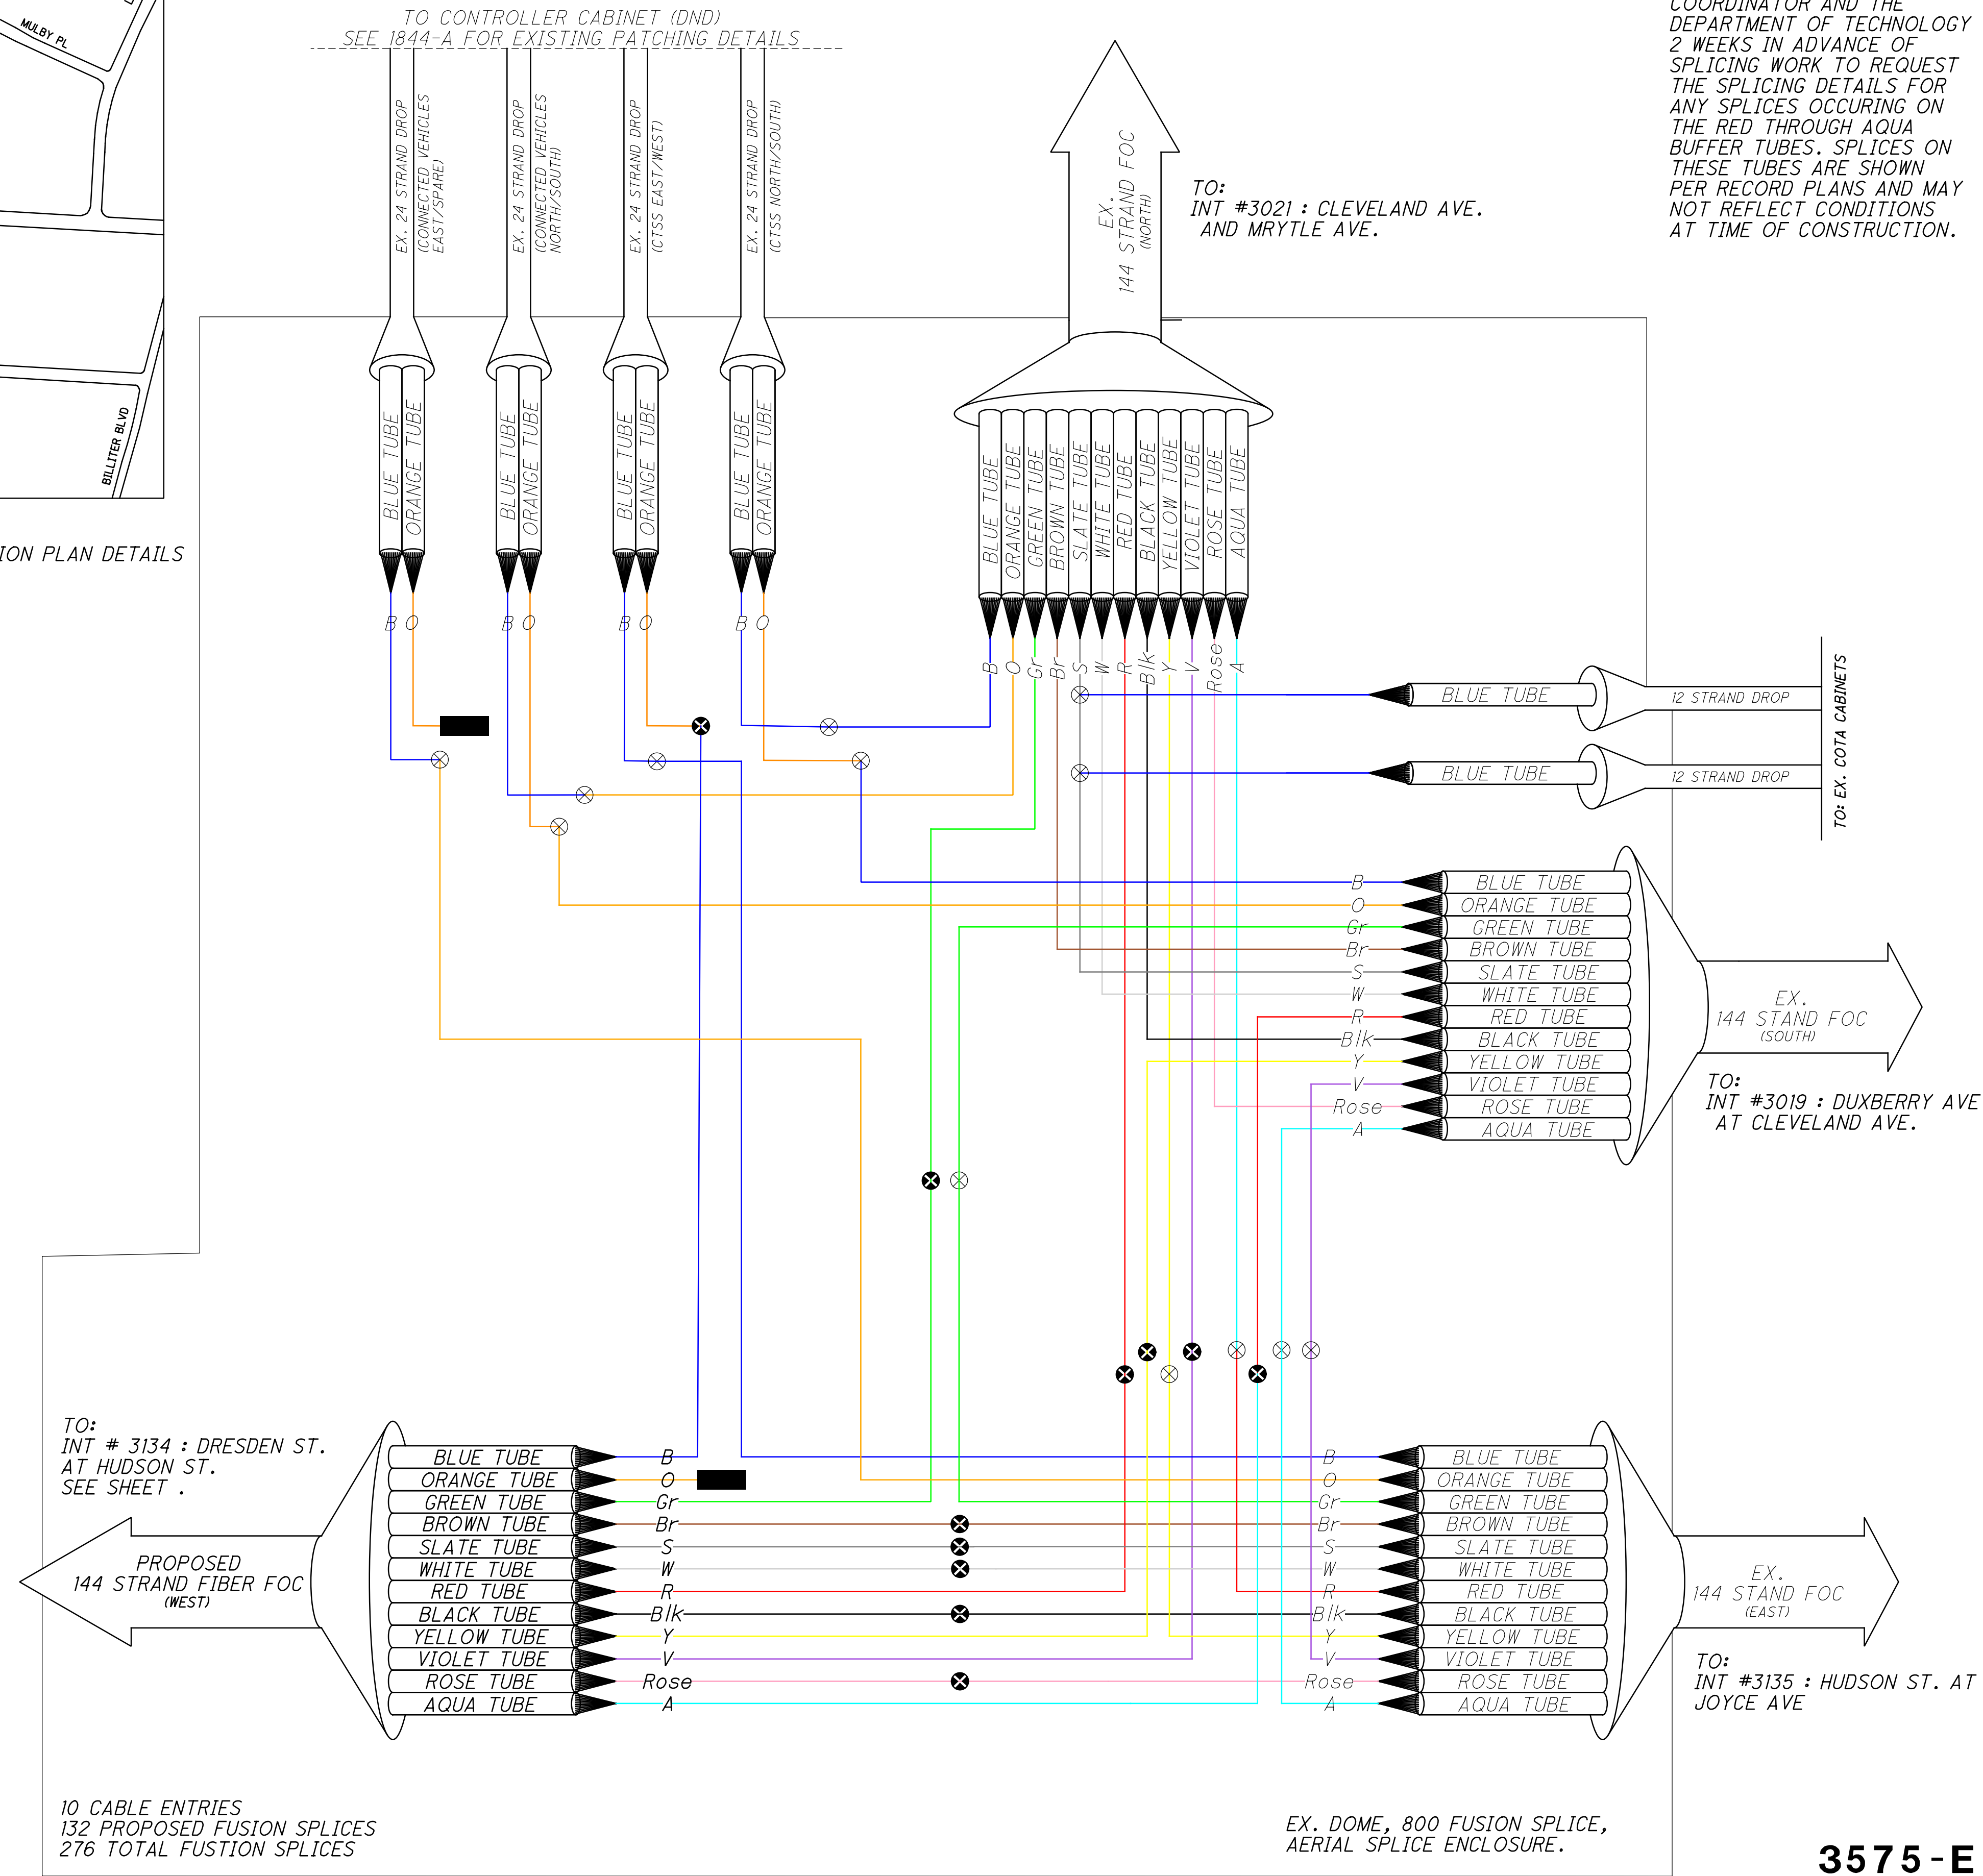 MULBY PL
BILLITER BLVD
ION PLAN DETAILS
TO CONTROLLER CABINET (DND)
SEE 1844-A FOR EXISTING PATCHING DETAILS
COORDINATOR AND THE
DEPARTMENT OF TECHNOLOGY
2 WEEKS IN ADVANCE OF
SPLICING WORK TO REQUEST
THE SPLICING DETAILS FOR
ANY SPLICES OCCURING ON
THE RED THROUGH AQUA
BUFFER TUBES. SPLICES ON
THESE TUBES ARE SHOWN
PER RECORD PLANS AND MAY
NOT REFLECT CONDITIONS
AT TIME OF CONSTRUCTION.
EX. 24 STRAND DROP
(CONNECTED VEHICLES
EAST/SPARE)
EX. 24 STRAND DROP
(CONNECTED VEHICLES
NORTH/SOUTH)
EX. 24 STRAND DROP
(CTSS EAST/WEST)
EX. 24 STRAND DROP
(CTSS NORTH/SOUTH)
EX.
144 STRAND FOC
(NORTH)
TO:
INT #3021 : CLEVELAND AVE.
AND MRYTLE AVE.
BLUE TUBE
ORANGE TUBE
BLUE TUBE
ORANGE TUBE
BLUE TUBE
ORANGE TUBE
BLUE TUBE
ORANGE TUBE
B O
B O
B O
B O
BLUE TUBE
ORANGE TUBE
GREEN TUBE
BROWN TUBE
SLATE TUBE
WHITE TUBE
RED TUBE
BLACK TUBE
YELLOW TUBE
VIOLET TUBE
ROSE TUBE
AQUA TUBE
B
O
Gr
Br
S
W
R
Blk
Y
V
Rose
A
BLUE TUBE
12 STRAND DROP
BLUE TUBE
12 STRAND DROP
TO: EX. COTA CABINETS
B BLUE TUBE
O ORANGE TUBE
Gr GREEN TUBE
Br BROWN TUBE
S SLATE TUBE
W WHITE TUBE
R RED TUBE
Blk BLACK TUBE
Y YELLOW TUBE
V VIOLET TUBE
Rose ROSE TUBE
A AQUA TUBE
EX.
144 STAND FOC
(SOUTH)
TO:
INT #3019 : DUXBERRY AVE
AT CLEVELAND AVE.
TO:
INT # 3134 : DRESDEN ST.
AT HUDSON ST.
SEE SHEET .
PROPOSED
144 STRAND FIBER FOC
(WEST)
BLUE TUBE B
ORANGE TUBE O
GREEN TUBE Gr
BROWN TUBE Br
SLATE TUBE S
WHITE TUBE W
RED TUBE R
BLACK TUBE Blk
YELLOW TUBE Y
VIOLET TUBE V
ROSE TUBE Rose
AQUA TUBE A
B BLUE TUBE
O ORANGE TUBE
Gr GREEN TUBE
Br BROWN TUBE
S SLATE TUBE
W WHITE TUBE
R RED TUBE
Blk BLACK TUBE
Y YELLOW TUBE
V VIOLET TUBE
Rose ROSE TUBE
A AQUA TUBE
EX.
144 STAND FOC
(EAST)
TO:
INT #3135 : HUDSON ST. AT
JOYCE AVE
10 CABLE ENTRIES
132 PROPOSED FUSION SPLICES
276 TOTAL FUSTION SPLICES
EX. DOME, 800 FUSION SPLICE,
AERIAL SPLICE ENCLOSURE.
3575-E